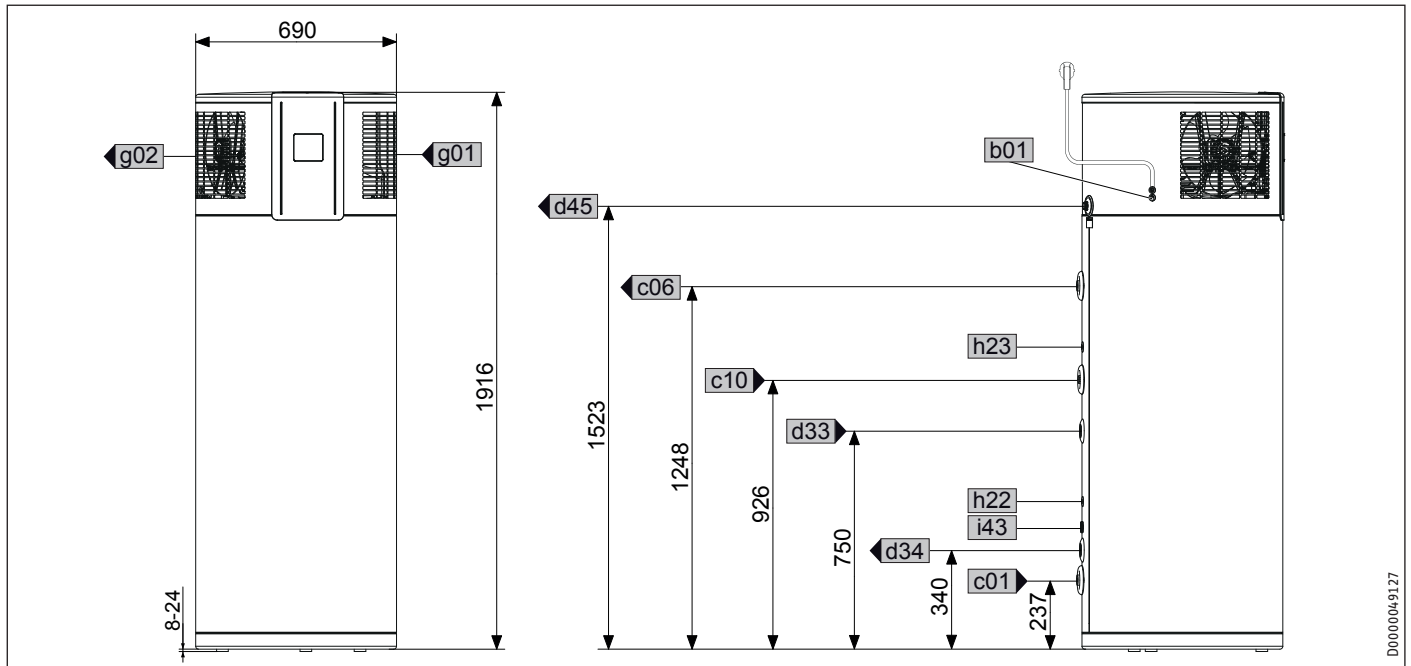 690
g02
g01
b01
d45
c06
h23
c10
1916
1523
d33
1248
926
h22
i43
750
d34
340
c01
237
8-24
D0000049127